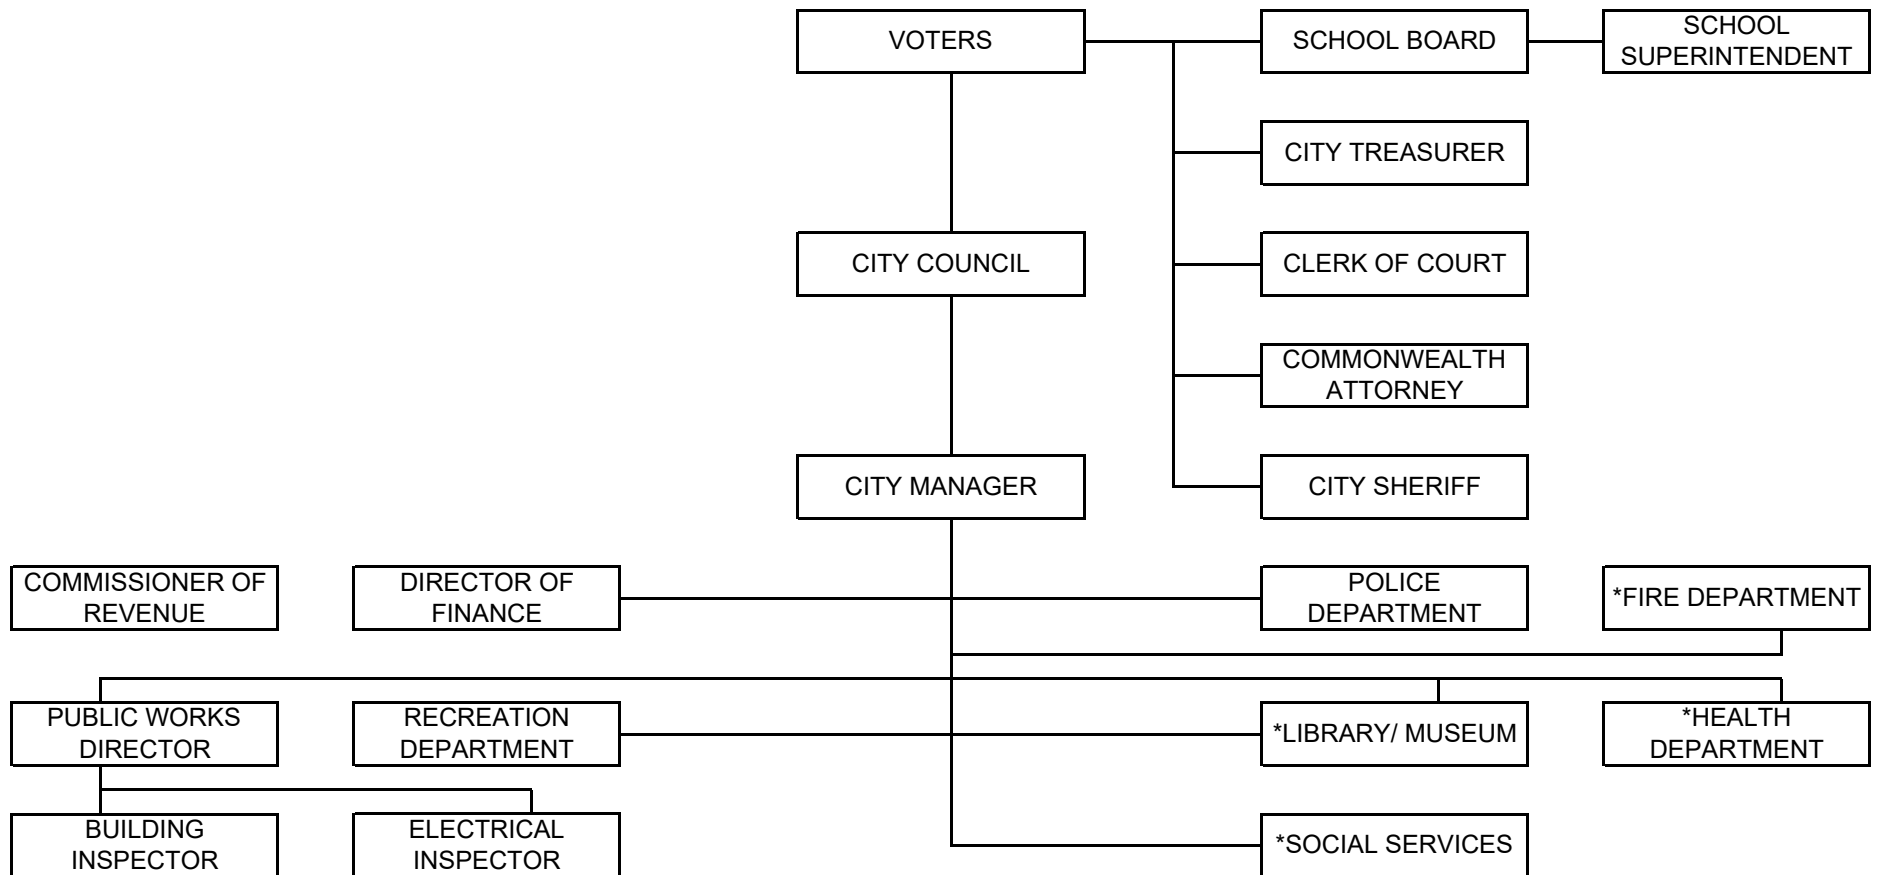 VOTERS
SCHOOL BOARD
SCHOOL
SUPERINTENDENT
CITY TREASURER
CITY COUNCIL
CLERK OF COURT
COMMONWEALTH
ATTORNEY
CITY MANAGER
CITY SHERIFF
COMMISSIONER OF
REVENUE
DIRECTOR OF
FINANCE
POLICE
DEPARTMENT
*FIRE DEPARTMENT
PUBLIC WORKS
DIRECTOR
RECREATION
DEPARTMENT
*LIBRARY/ MUSEUM
*HEALTH
DEPARTMENT
BUILDING
INSPECTOR
ELECTRICAL
INSPECTOR
*SOCIAL SERVICES